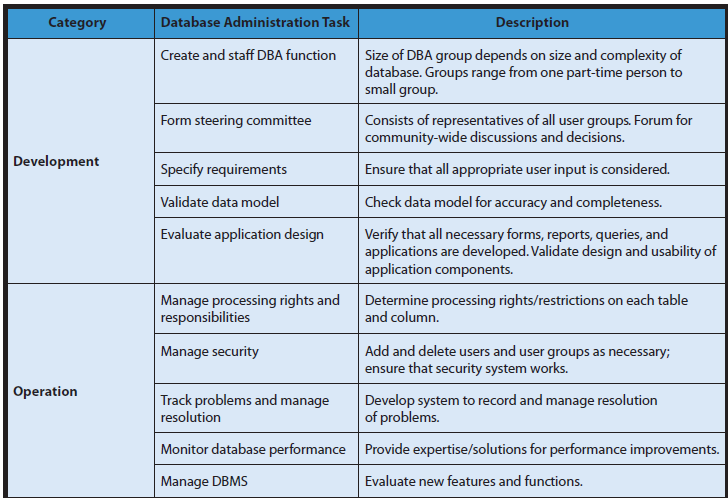 Category Database Administration Task Description
Create and staff DBA function Size of DBA group depends on size and complexity of
database. Groups range from one part-time person to
small group.
Form steering committee Consists of representatives of all user groups. Forum for
community-wide discussions and decisions.
Development
Specify requirements Ensure that all appropriate user input is considered.
Validate data model Check data model for accuracy and completeness.
Evaluate application design Verify that all necessary forms, reports, queries, and
applications are developed. Validate design and usability of
application components.
Manage processing rights and Determine processing rights/restrictions on each table
responsibilities and column.
Manage security Add and delete users and user groups as necessary;
ensure that security system works.
Operation
Track problems and manage Develop system to record and manage resolution
resolution of problems.
Monitor database performance Provide expertise/solutions for performance improvements.
Manage DBMS Evaluate new features and functions.